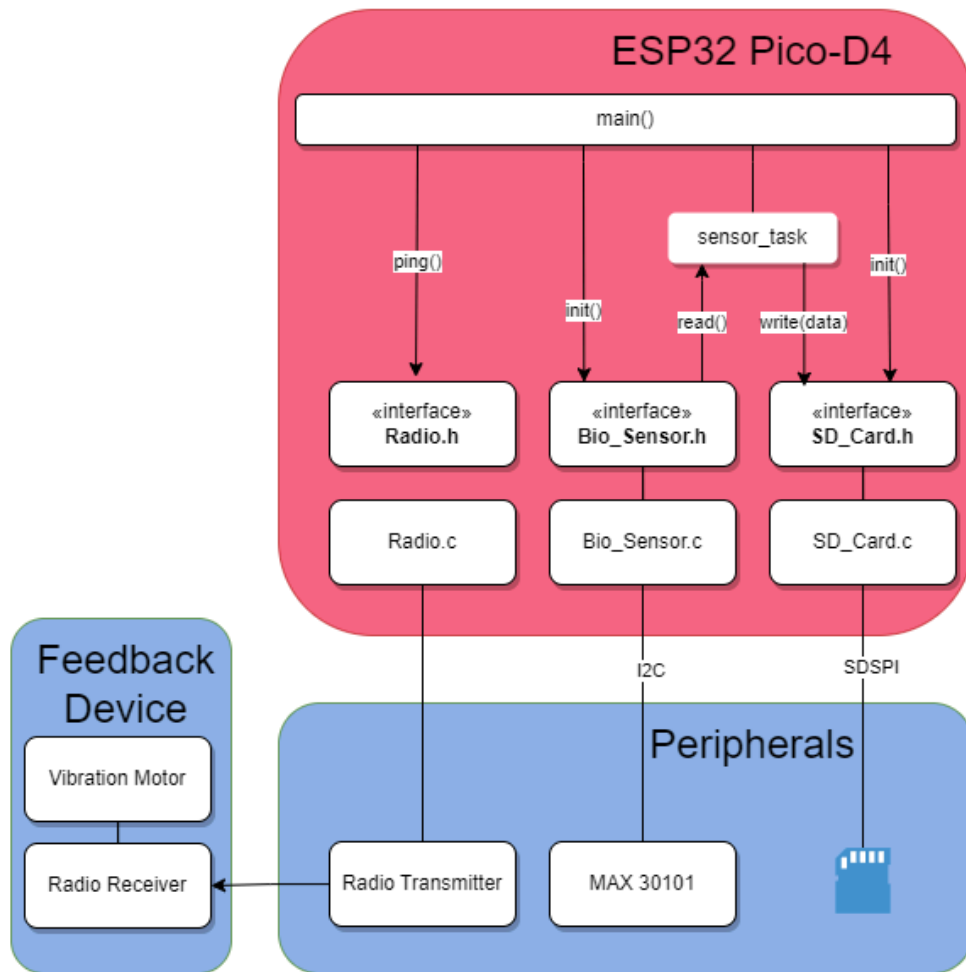 ESP32 Pico-D4
main()
sensor_task
ping()
init()
init()
read()
write(data)
«interface»
Radio.h
«interface»
Bio_Sensor.h
«interface»
SD_Card.h
Radio.c
Bio_Sensor.c
SD_Card.c
I2C
SDSPI
Feedback
Device
Peripherals
Vibration Motor
Radio Receiver
Radio Transmitter
MAX 30101